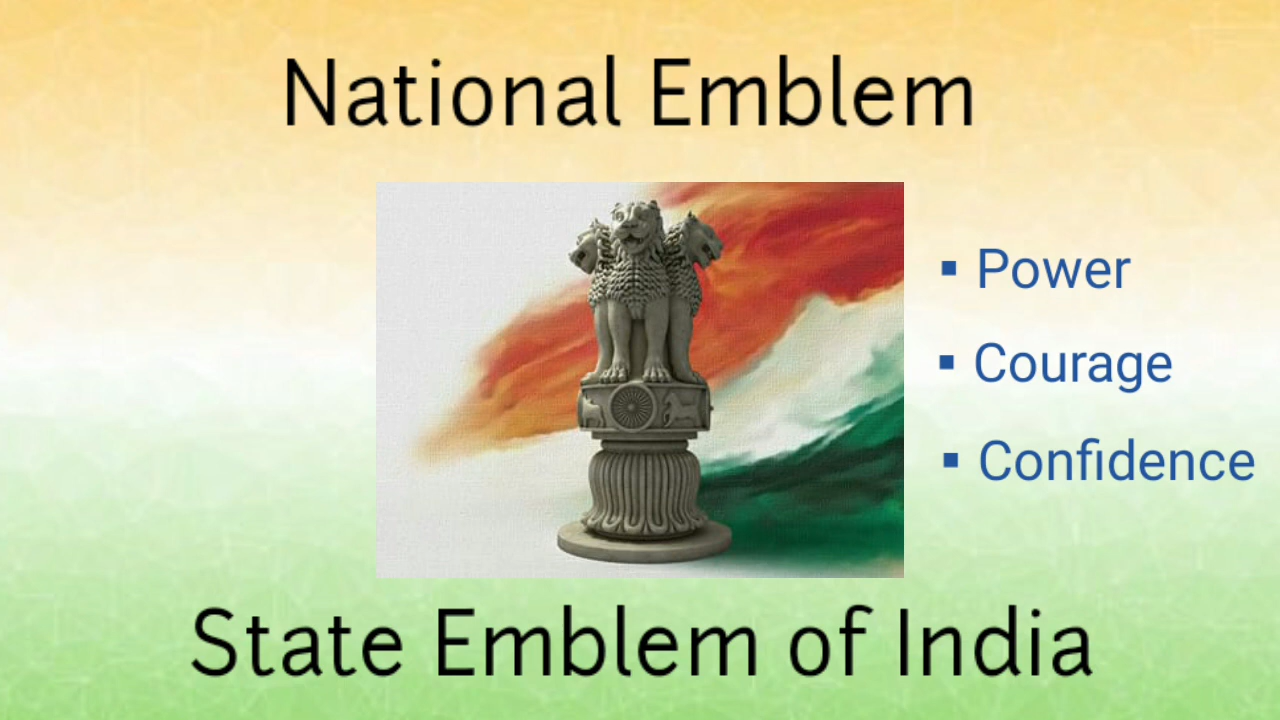 National Emblem
▪ Power
▪ Courage
▪ Confidence
State Emblem of India